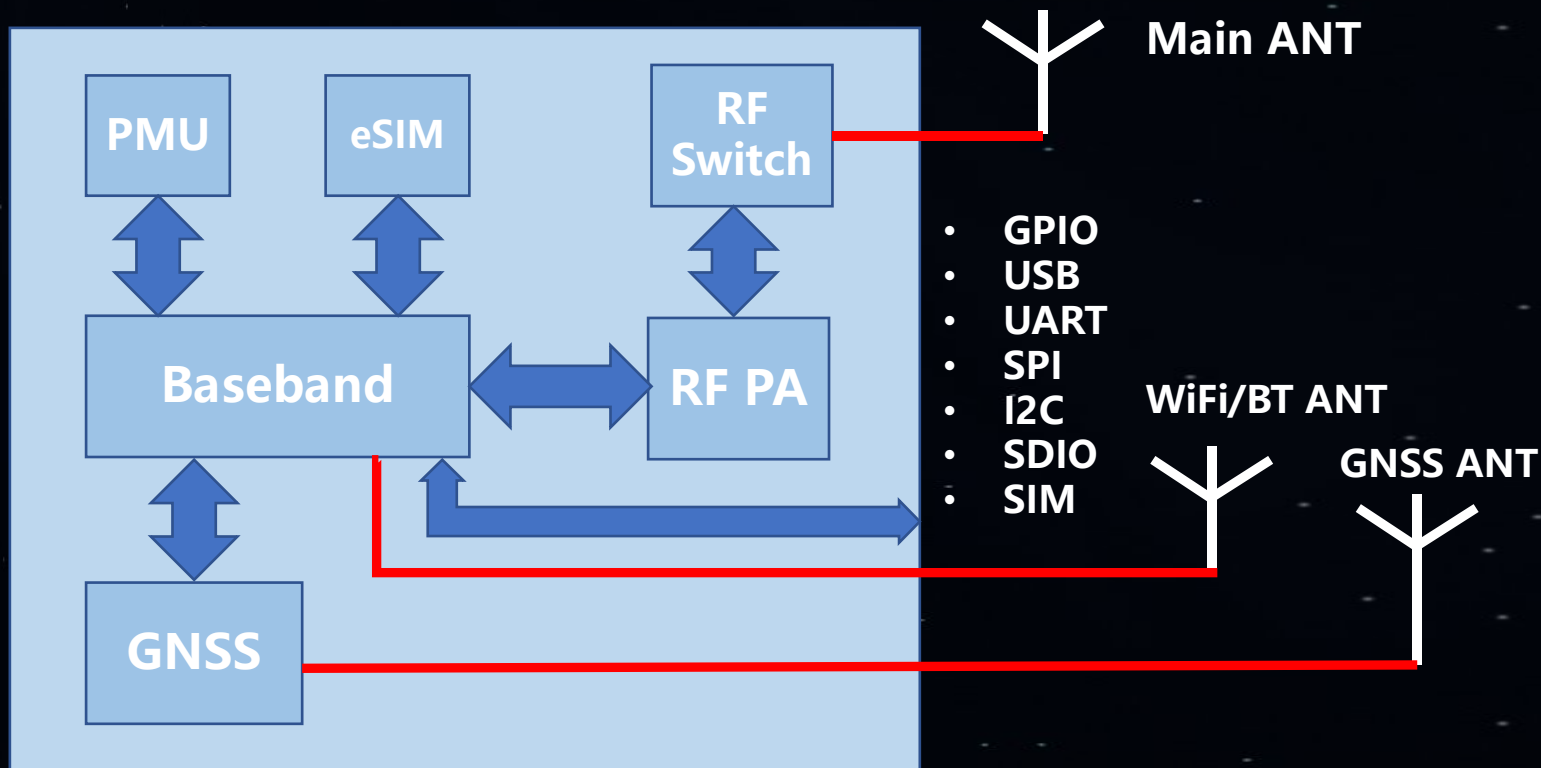 Main ANT
PMU
eSIM
RF
Switch
• GPIO
• USB
• UART
• SPI
• I2C
• SDIO
• SIM
Baseband
RF PA
WiFi/BT ANT
GNSS ANT
GNSS